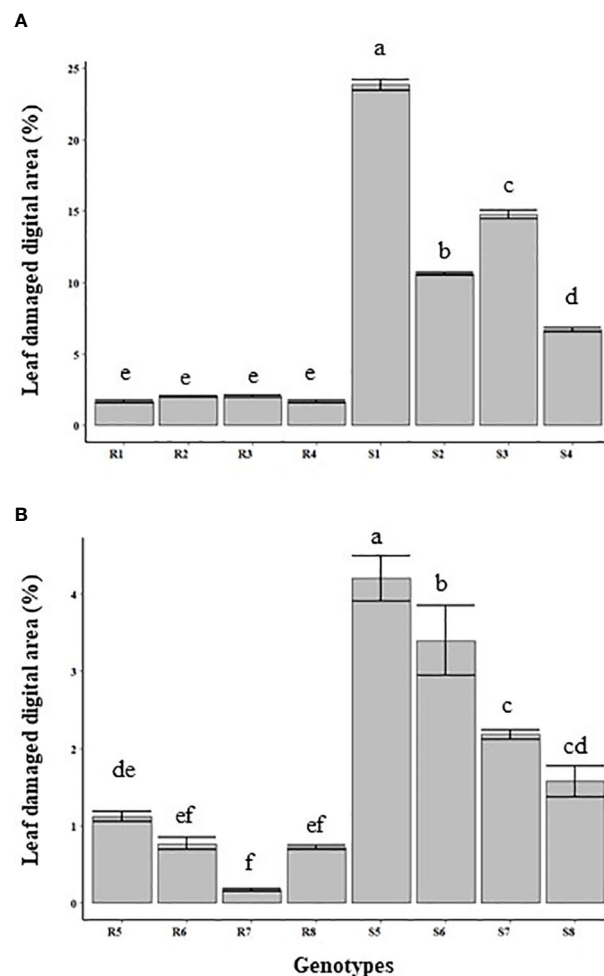 A
Leaf damaged digital area (%)
25
20
15
10
5
0
e e e e a b c d
R1 R2 R3 R4 S1 S2 S3 S4
B
Leaf damaged digital area (%)
4
3
2
1
0
de ef f ef a b c cd
R5 R6 R7 R8 S5 S6 S7 S8
Genotypes